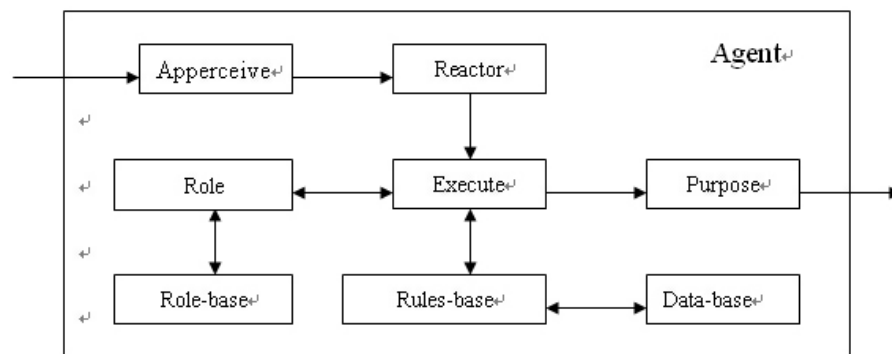 Agent
Apperceive
Reactor
Role
Execute
Purpose
Role-base
Rules-base
Data-base